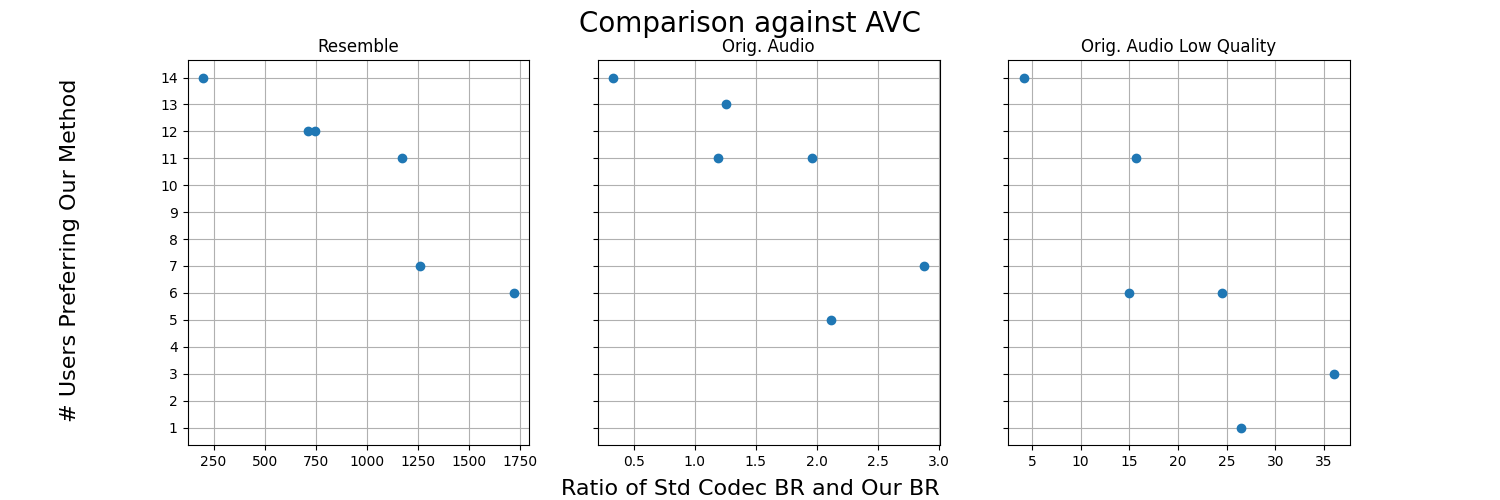 Comparison against AVC
Resemble
Orig. Audio
Orig. Audio Low Quality
# Users Preferring Our Method
14
13
12
11
10
9
8
7
6
5
4
3
2
1
250 500 750 1000 1250 1500 1750
0.5 1.0 1.5 2.0 2.5 3.0
5 10 15 20 25 30 35
Ratio of Std Codec BR and Our BR